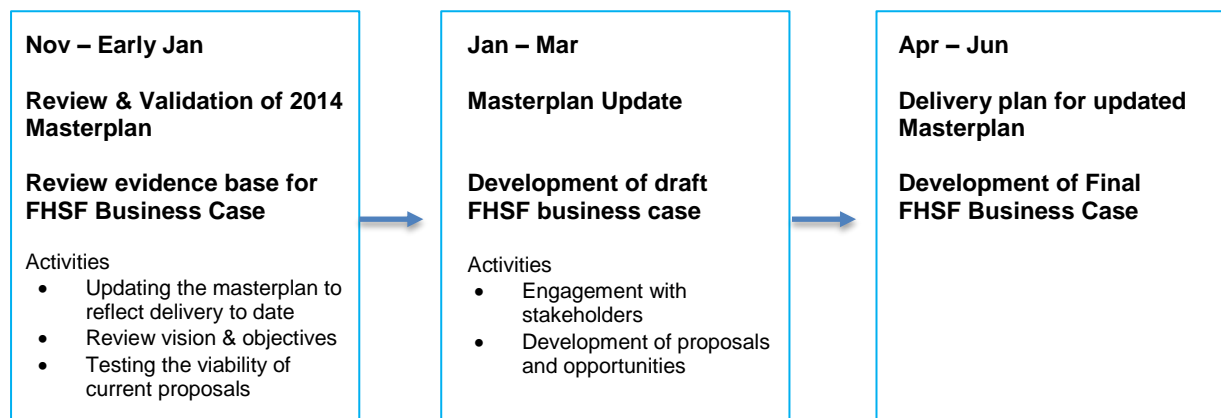 Nov – Early Jan
Review & Validation of 2014
Masterplan
Review evidence base for
FHSF Business Case
Activities
• Updating the masterplan to
reflect delivery to date
• Review vision & objectives
• Testing the viability of
current proposals
Jan – Mar
Masterplan Update
Development of draft
FHSF business case
Activities
• Engagement with
stakeholders
• Development of proposals
and opportunities
Apr – Jun
Delivery plan for updated
Masterplan
Development of Final
FHSF Business Case